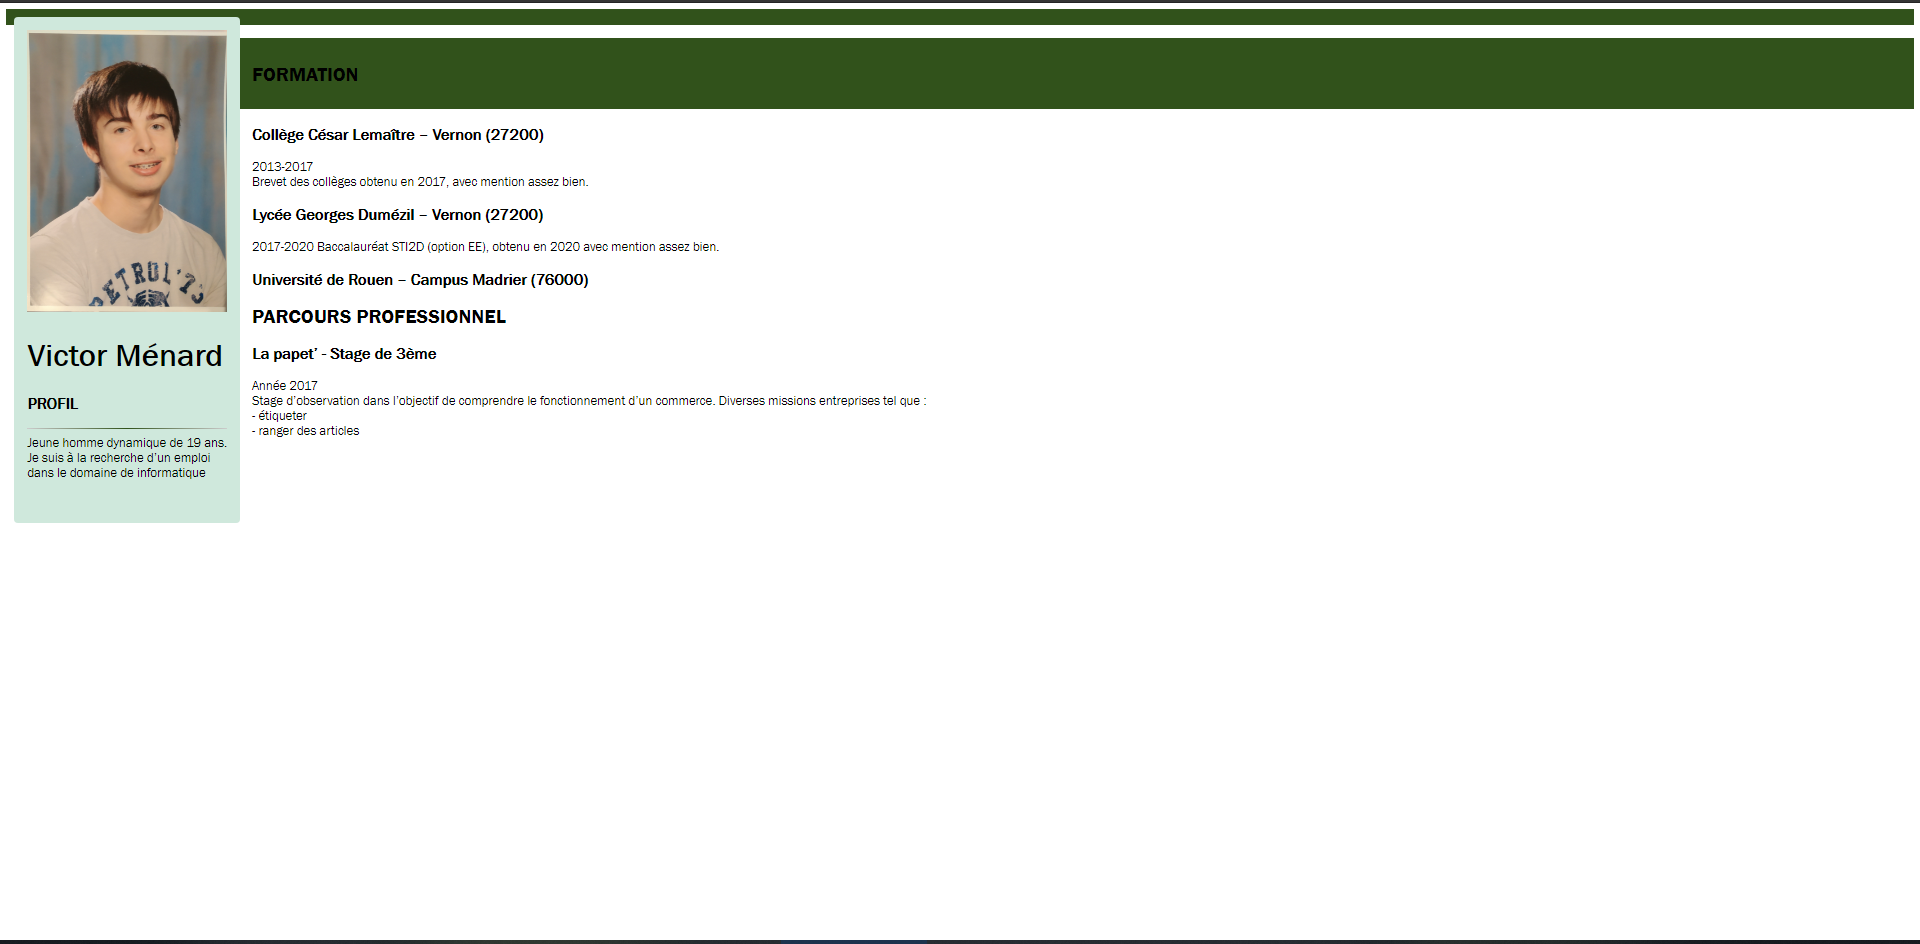 PETROL'73
Victor Ménard
PROFIL
Jeune homme dynamique de 19 ans.
Je suis à la recherche d’un emploi
dans le domaine de informatique
FORMATION
Collège César Lemaître – Vernon (27200)
2013-2017
Brevet des collèges obtenu en 2017, avec mention assez bien.
Lycée Georges Dumézil – Vernon (27200)
2017-2020 Baccalauréat STI2D (option EE), obtenu en 2020 avec mention assez bien.
Université de Rouen – Campus Madrier (76000)
PARCOURS PROFESSIONNEL
La papet’ - Stage de 3ème
Année 2017
Stage d’observation dans l’objectif de comprendre le fonctionnement d’un commerce. Diverses missions entreprises tel que :
- étiqueter
- ranger des articles